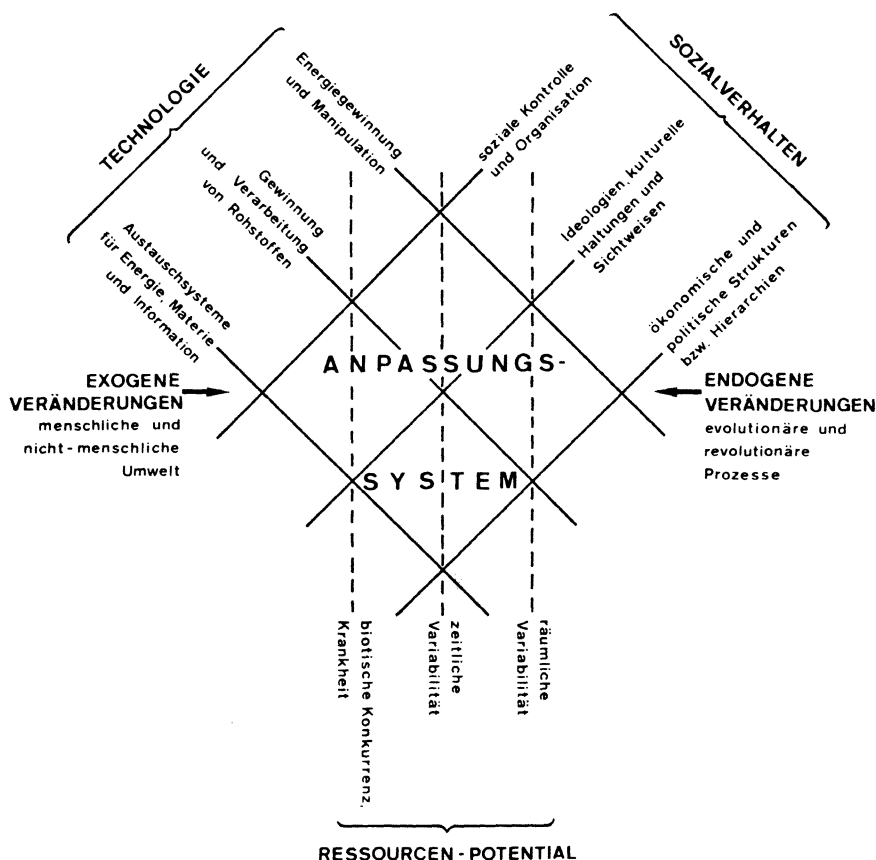 TECHNOLOGIE
SOZIALVERHALTEN
Energiegewinnung
und Manipulation
soziale Kontrolle
und Organisation
Gewinnung
und Verarbeitung
von Rohstoffen
Ideologien, kulturelle
Haltungen und
Sichtweisen
Austauschsysteme
für Energie, Materie
und Information
ökonomische und
politische Strukturen
bzw. Hierarchien
ANPASSUNGS-
SYSTEM
EXOGENE
VERÄNDERUNGEN
menschliche und
nicht-menschliche
Umwelt
ENDOGENE
VERÄNDERUNGEN
evolutionäre und
revolutionäre
Prozesse
biotische Konkurrenz,
Krankheit
zeitliche
Variabilität
räumliche
Variabilität
RESSOURCEN-POTENTIAL